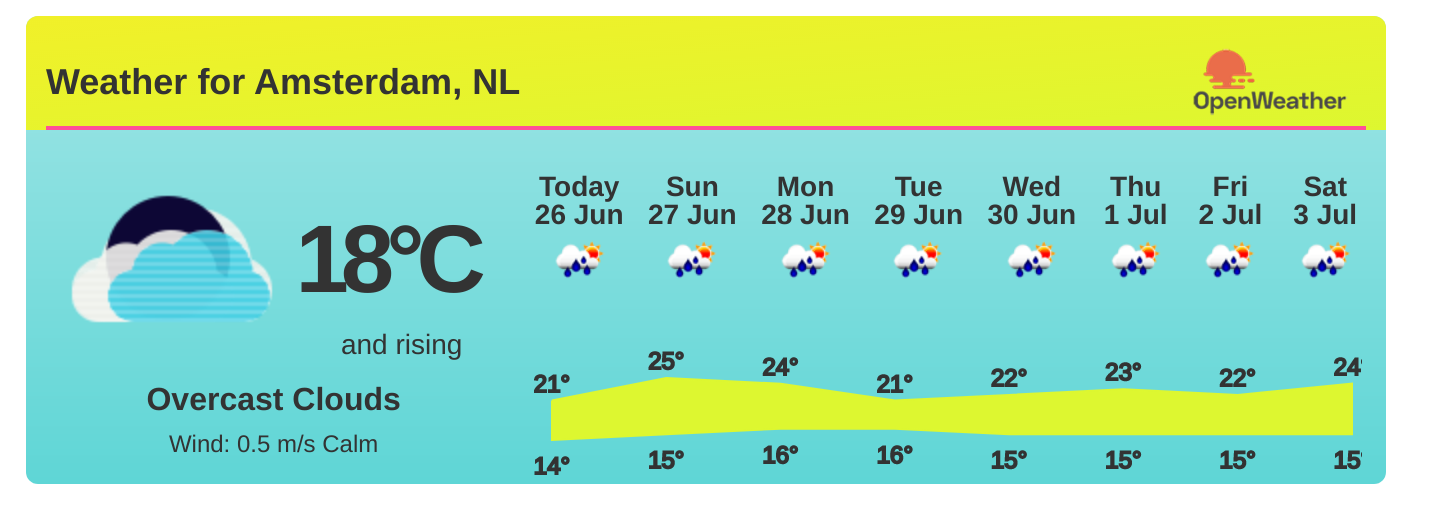 Weather for Amsterdam, NL
OpenWeather
18°C
and rising
Overcast Clouds
Wind: 0.5 m/s Calm
Today Sun Mon Tue Wed Thu Fri Sat
26 Jun 27 Jun 28 Jun 29 Jun 30 Jun 1 Jul 2 Jul 3 Jul
21° 25° 24° 21° 22° 23° 22° 24°
14° 15° 16° 16° 15° 15° 15° 15°